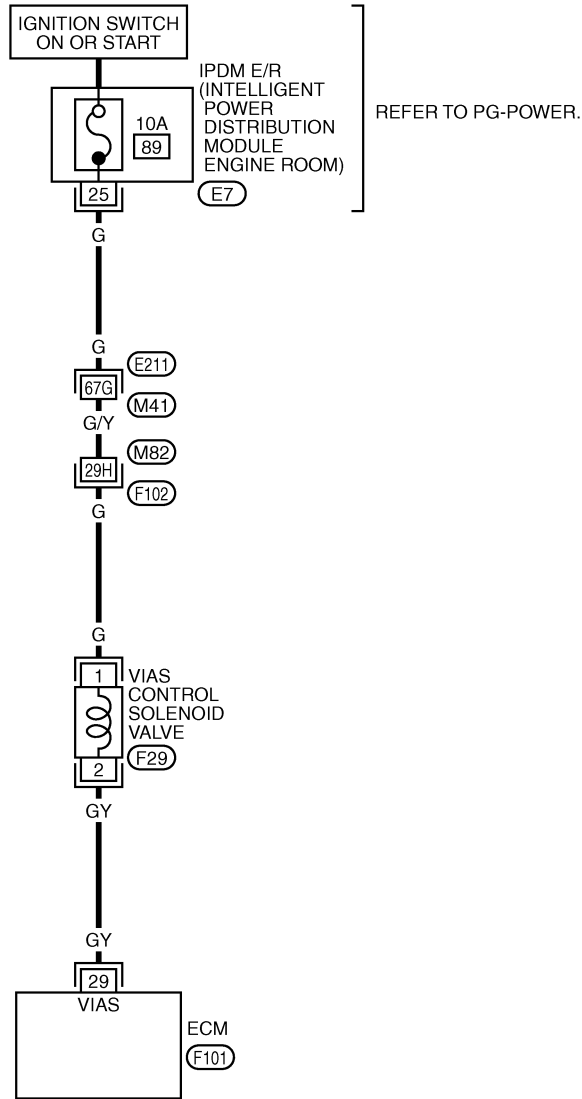 IGNITION SWITCH
ON OR START
IPDM E/R
(INTELLIGENT
POWER
DISTRIBUTION
MODULE
ENGINE ROOM)
REFER TO PG-POWER.
10A
89
25
E7
G
G
E211
67G
M41
G/Y
M82
29H
F102
G
G
1
VIAS
CONTROL
SOLENOID
VALVE
F29
2
GY
GY
29
VIAS
ECM
F101